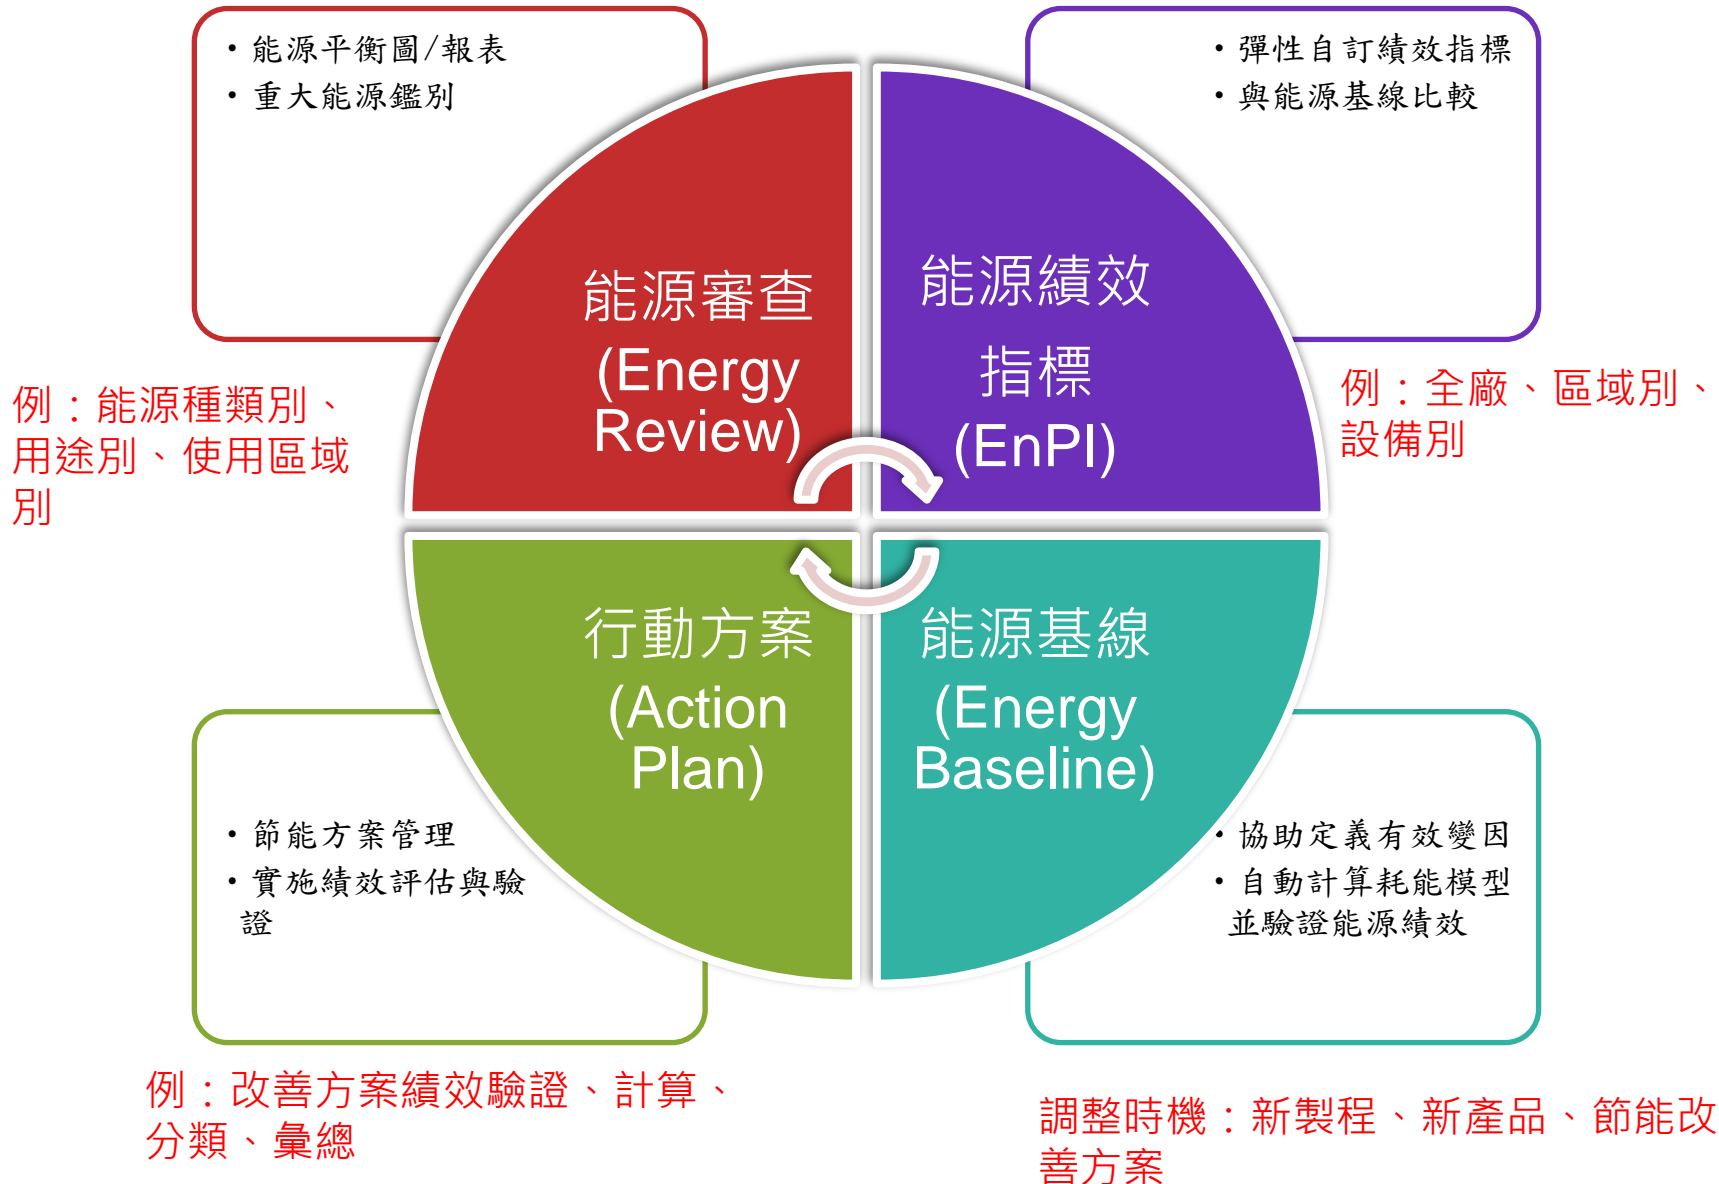 • 能源平衡圖/報表
• 重大能源鑑別
• 彈性自訂績效指標
• 與能源基線比較
能源審查
(Energy
Review)
能源績效
指標
(EnPI)
例：能源種類別、
用途別、使用區域
別
例：全廠、區域別、
設備別
行動方案
(Action
Plan)
能源基線
(Energy
Baseline)
• 節能方案管理
• 實施績效評估與驗
證
• 協助定義有效變因
• 自動計算耗能模型
並驗證能源績效
例：改善方案績效驗證、計算、
分類、彙總
調整時機：新製程、新產品、節能改
善方案